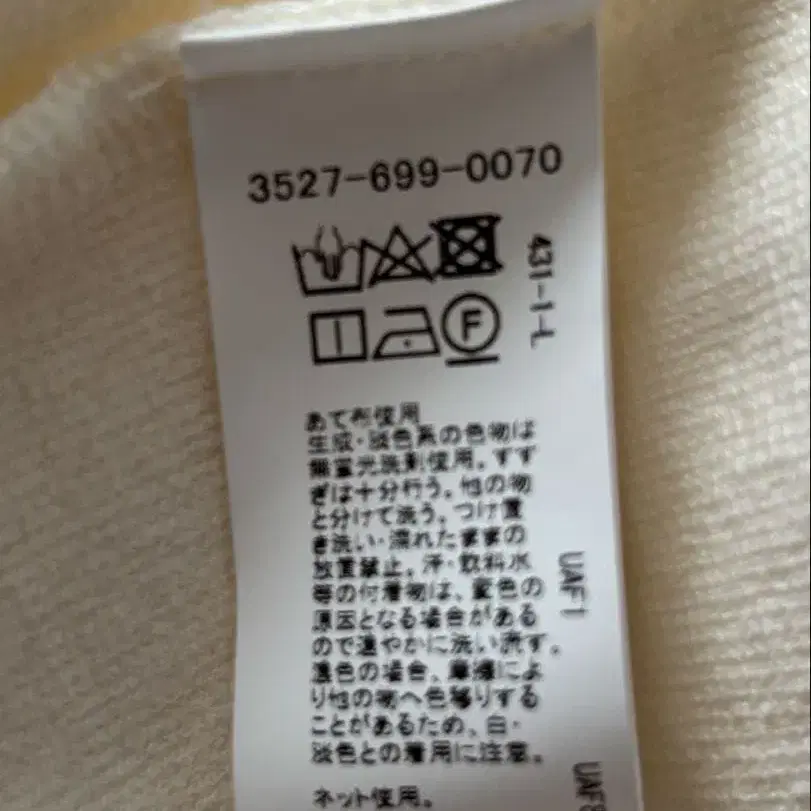 3527-699-0070
431-1-L
F
あて布使用
生成・淡色系の色物は
無蛍光洗剤使用。すす
ぎは十分行う。他の物
と分けて洗う。つけ置
き洗い・濡れたままの
放置禁止。汗・飲料水
等の付着物は、変色の
原因となる場合がある
ので速やかに洗い流す。
濃色の場合、摩擦によ
り他の物へ色移りする
ことがあるため、白・
淡色との着用に注意。
ネット使用。
UAF1